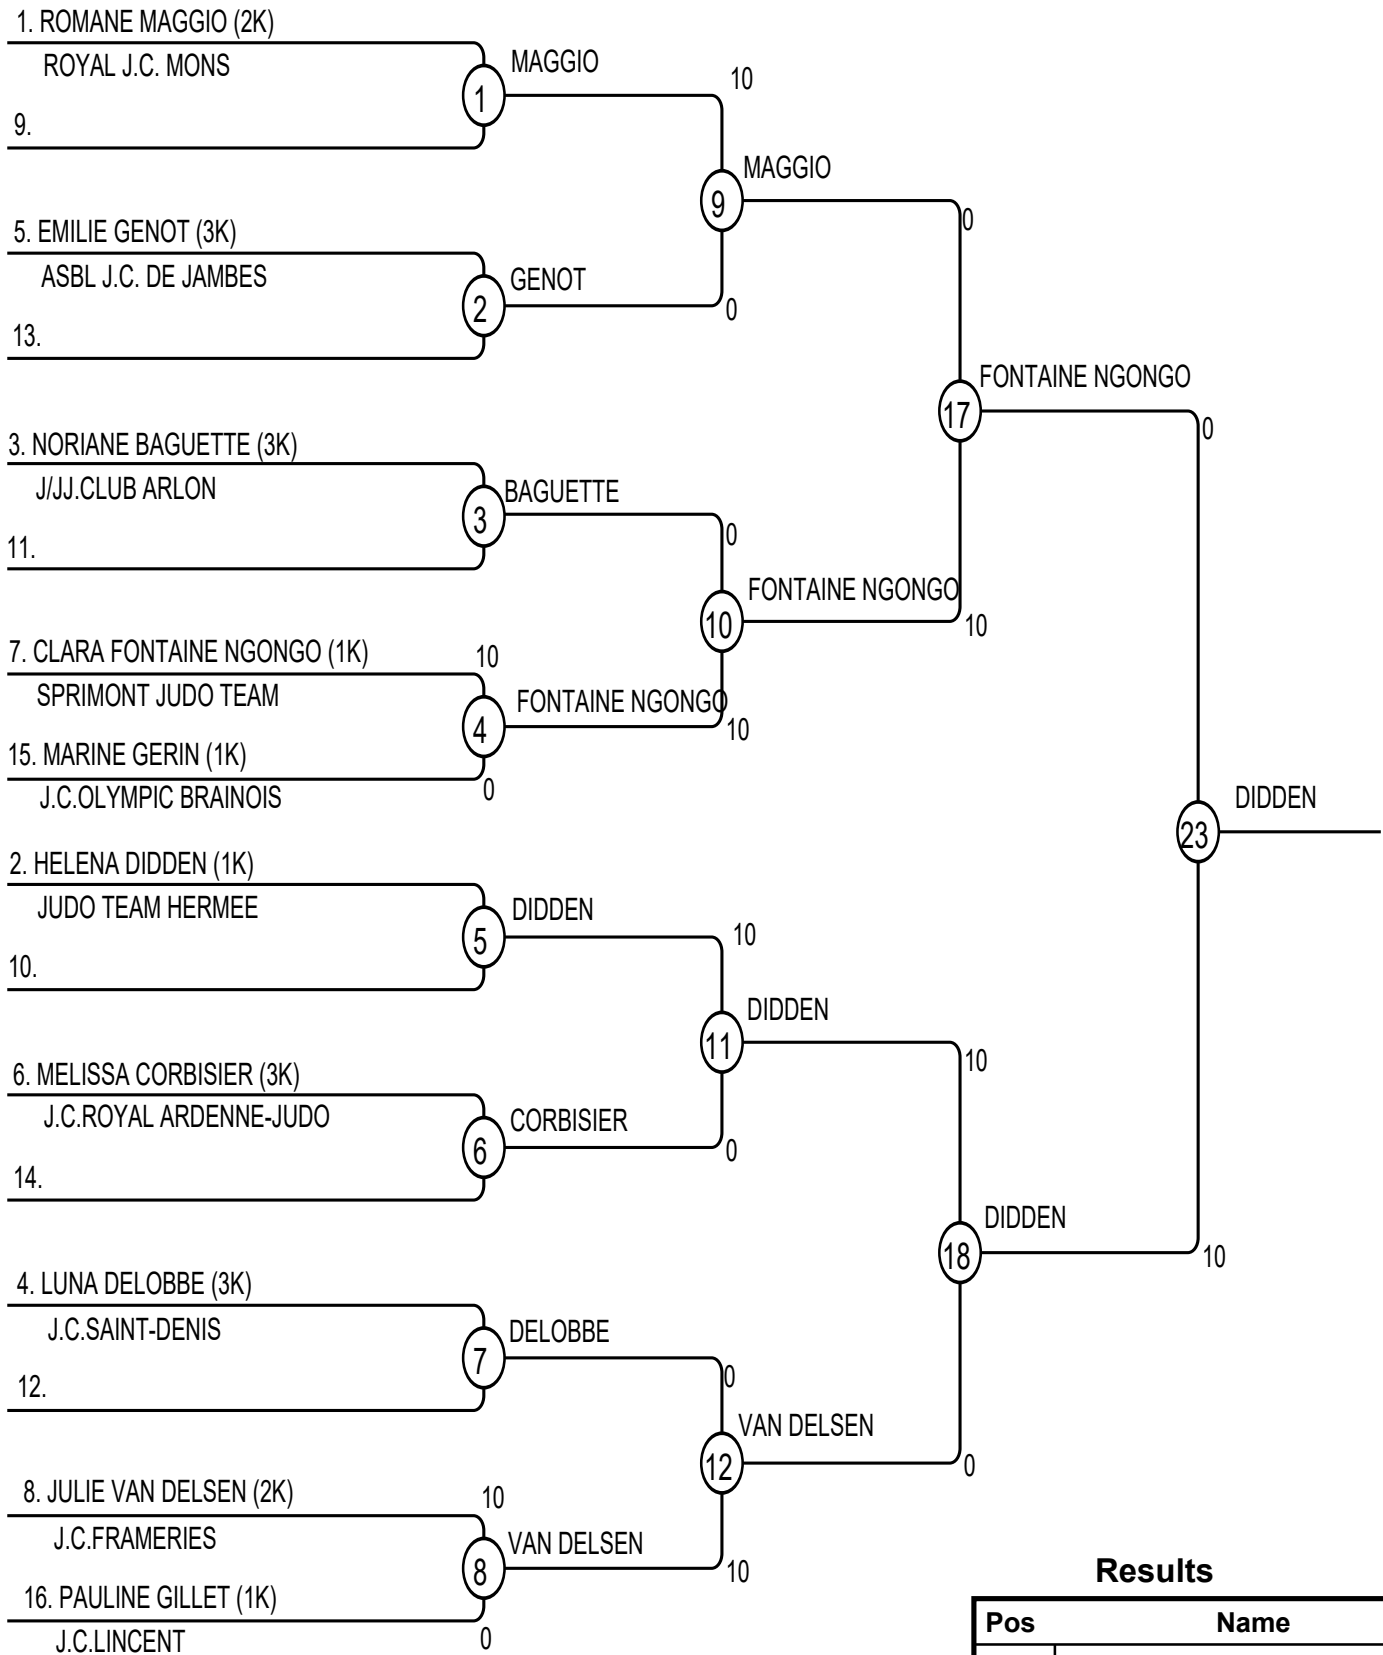 1. ROMANE MAGGIO (2K)
ROYAL J.C. MONS
9.
1
MAGGIO
10
5. EMILIE GENOT (3K)
ASBL J.C. DE JAMBES
13.
2
GENOT
0
9
MAGGIO
0
3. NORIANE BAGUETTE (3K)
J/JJ.CLUB ARLON
11.
3
BAGUETTE
0
7. CLARA FONTAINE NGONGO (1K)
10
SPRIMONT JUDO TEAM
15. MARINE GERIN (1K)
J.C.OLYMPIC BRAINOIS
0
4
FONTAINE NGONGO
10
10
FONTAINE NGONGO
10
17
FONTAINE NGONGO
0
2. HELENA DIDDEN (1K)
JUDO TEAM HERMEE
10.
5
DIDDEN
10
6. MELISSA CORBISIER (3K)
J.C.ROYAL ARDENNE-JUDO
14.
6
CORBISIER
0
11
DIDDEN
10
4. LUNA DELOBBE (3K)
J.C.SAINT-DENIS
12.
7
DELOBBE
0
8. JULIE VAN DELSEN (2K)
10
J.C.FRAMERIES
16. PAULINE GILLET (1K)
J.C.LINCENT
0
8
VAN DELSEN
10
12
VAN DELSEN
0
18
DIDDEN
10
23
DIDDEN
Results
Pos Name